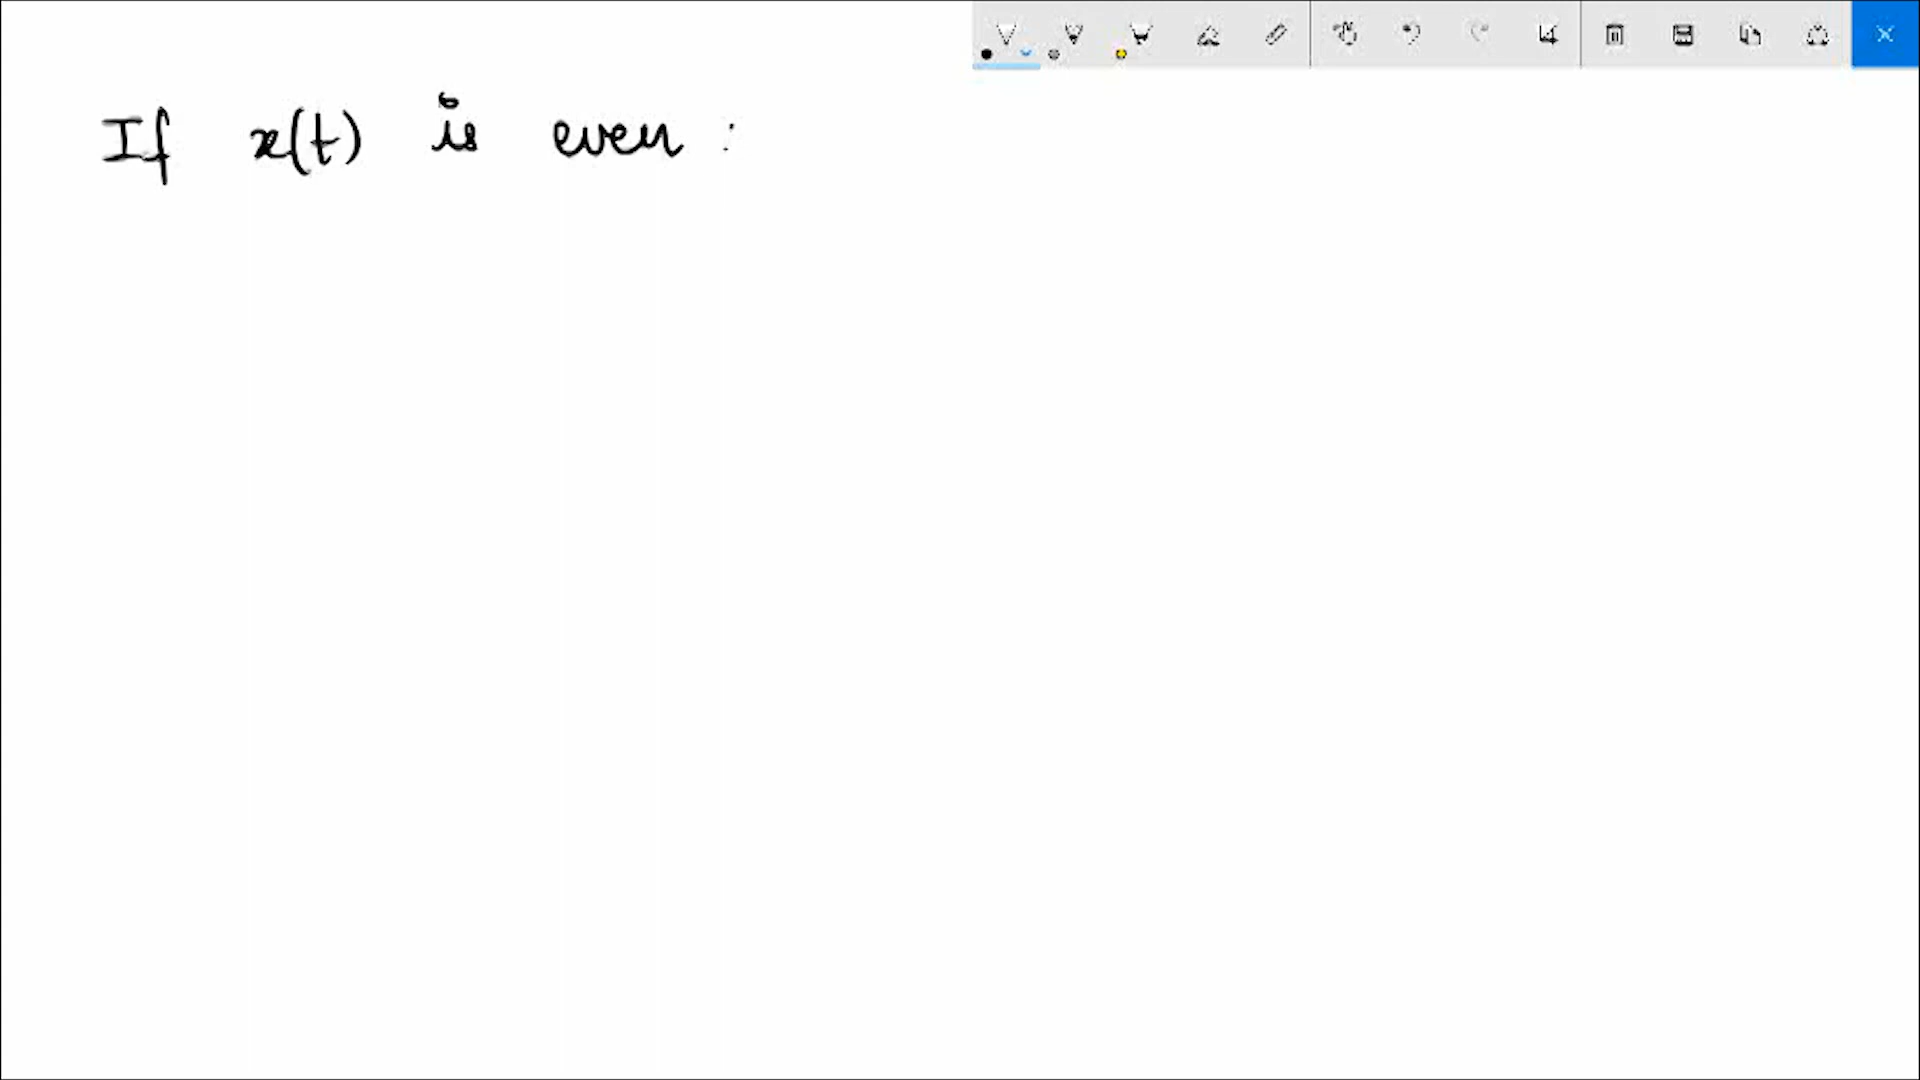 If x(t) is even :